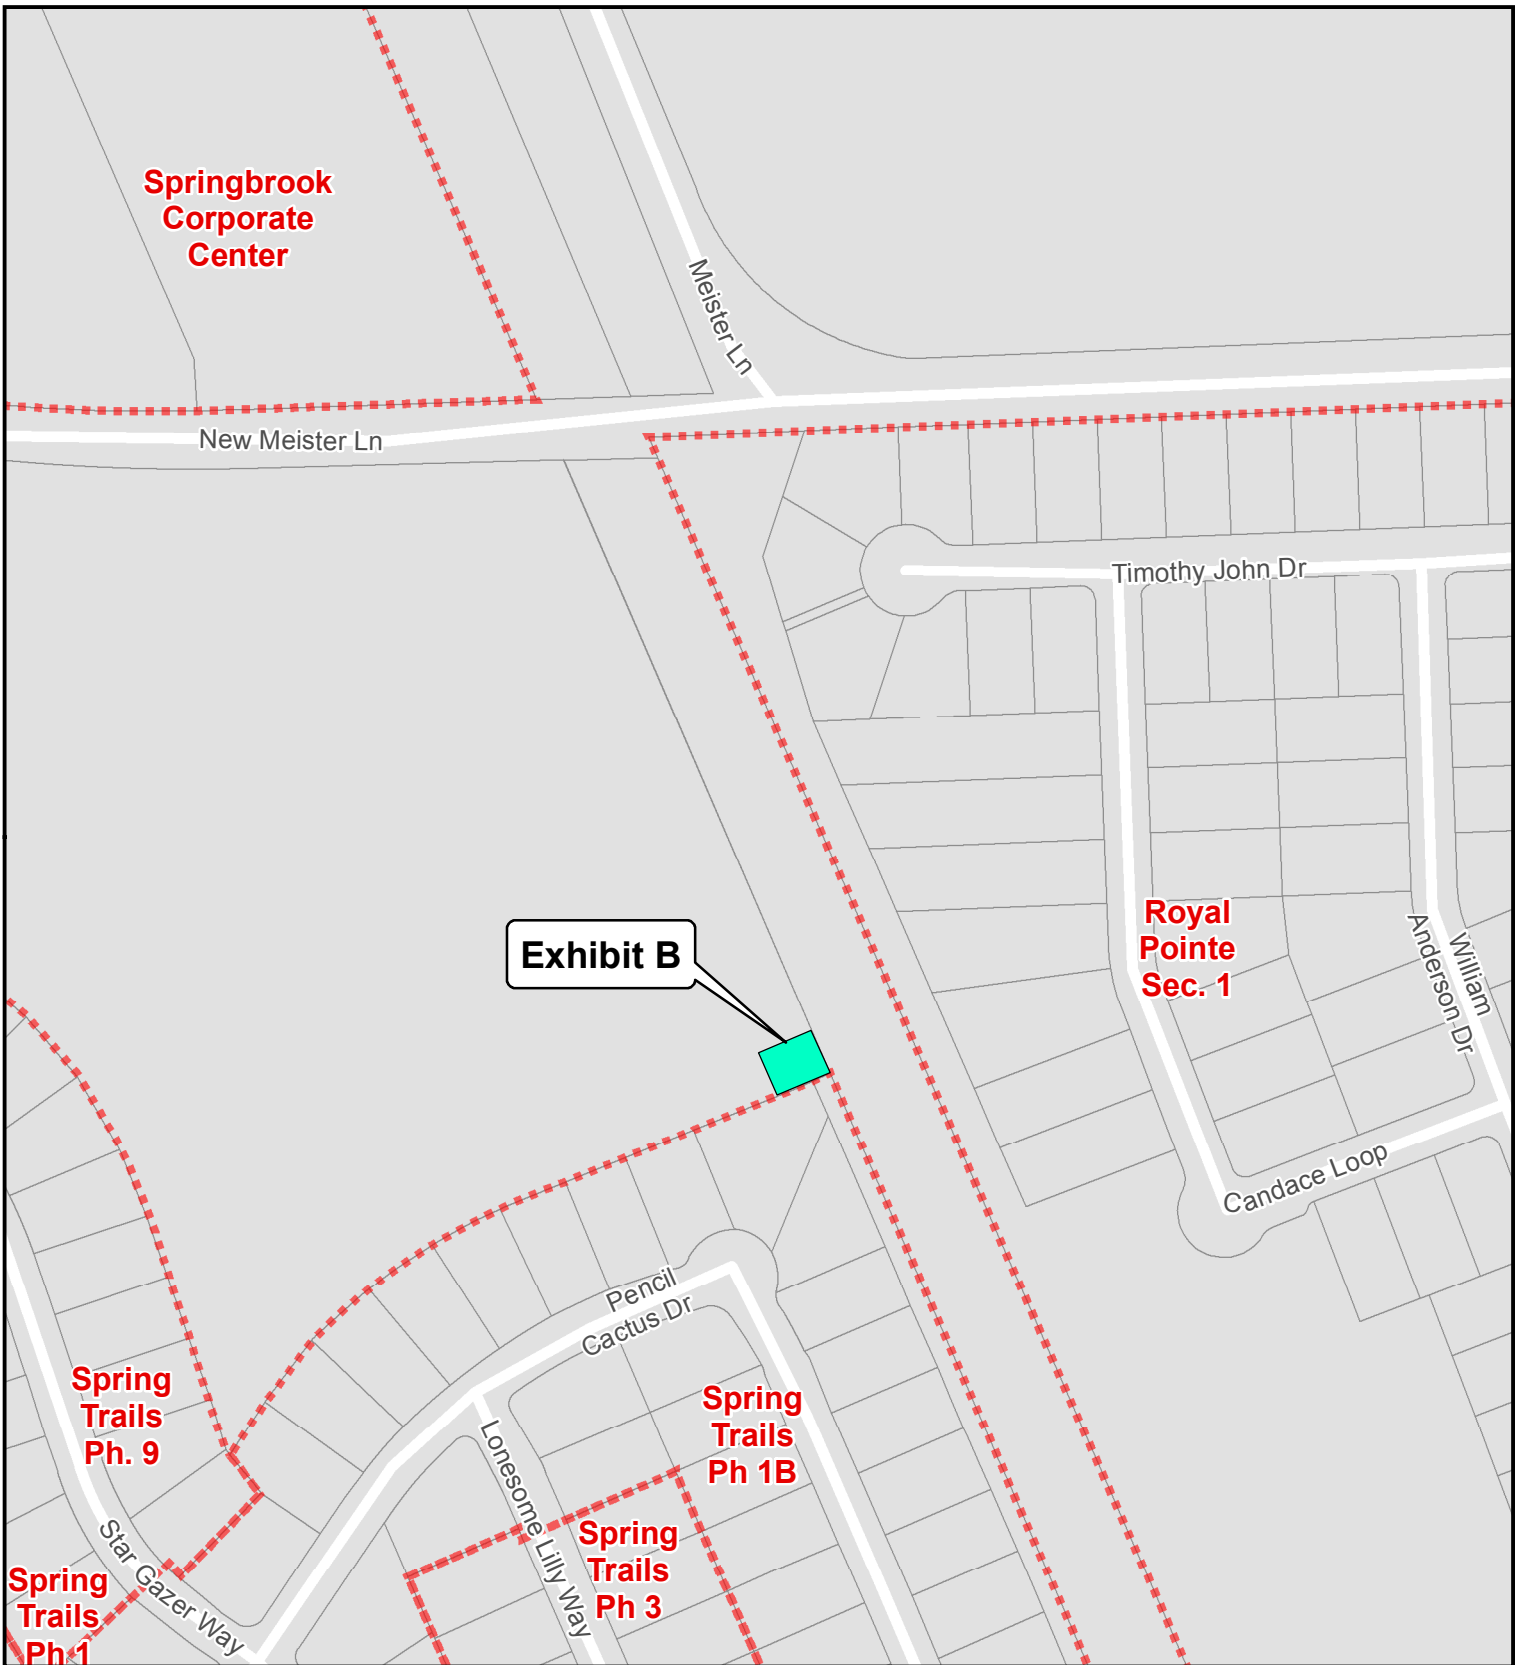 Springbrook
Corporate
Center
Meister Ln
New Meister Ln
Timothy John Dr
Exhibit B
Royal
Pointe
Sec. 1
William
Anderson Dr
Candace Loop
Pencil
Cactus Dr
Spring
Trails
Ph. 9
Spring
Trails
Ph 1B
Lonesome Lilly Way
Spring
Trails
Ph 3
Star Gazer Way
Spring
Trails
Ph 1